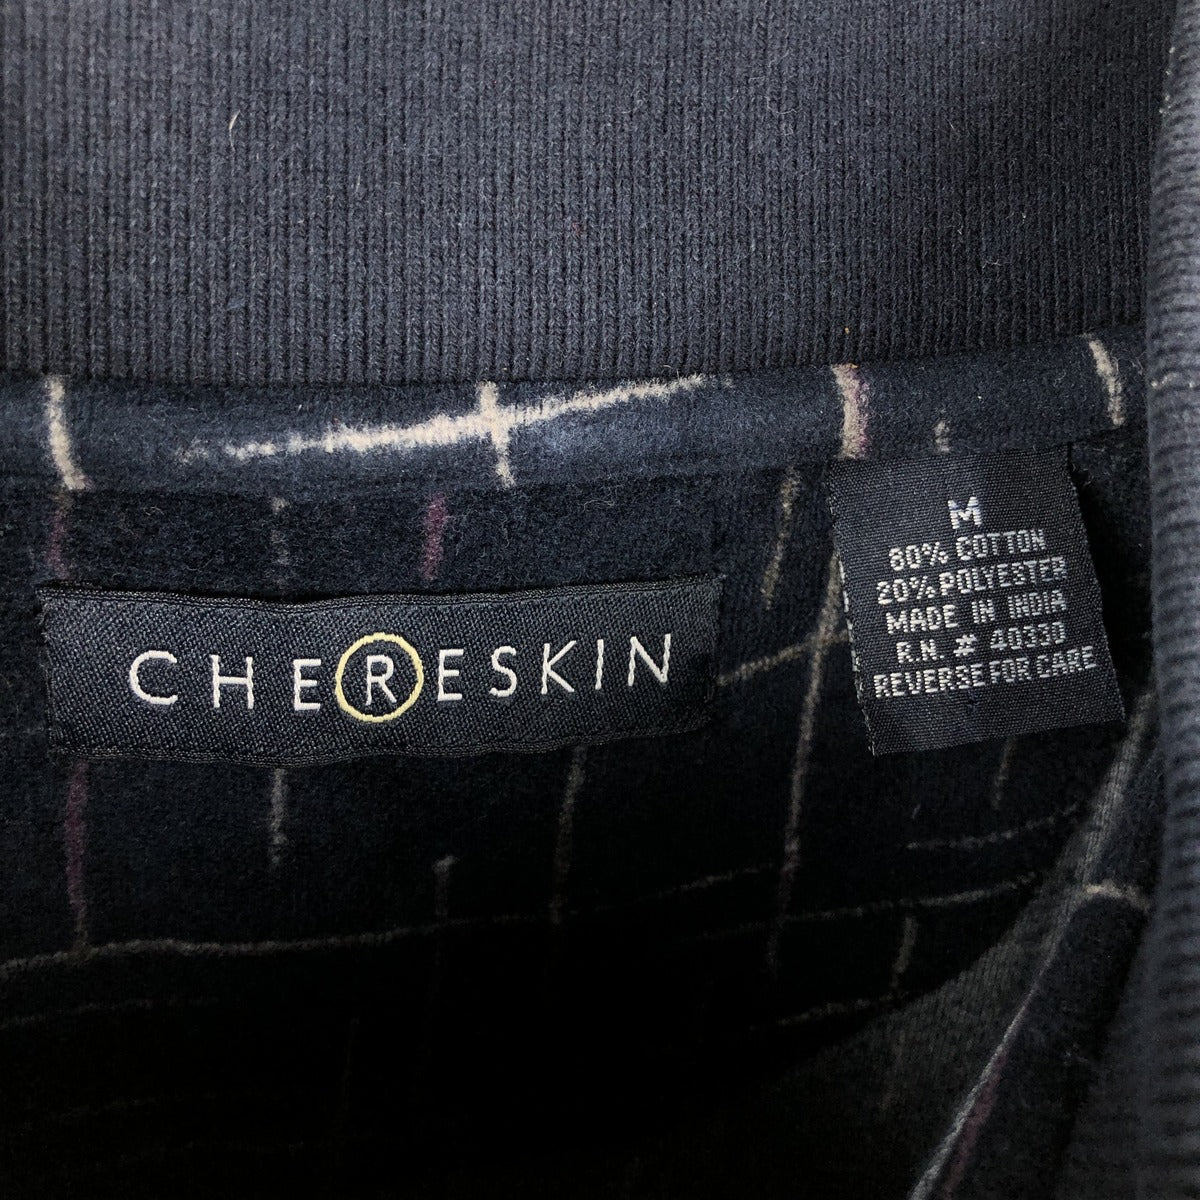 CHERESKIN
M
80% COTTON
20% POLYESTER
MADE IN INDIA
R.N. # 40330
REVERSE FOR CARE